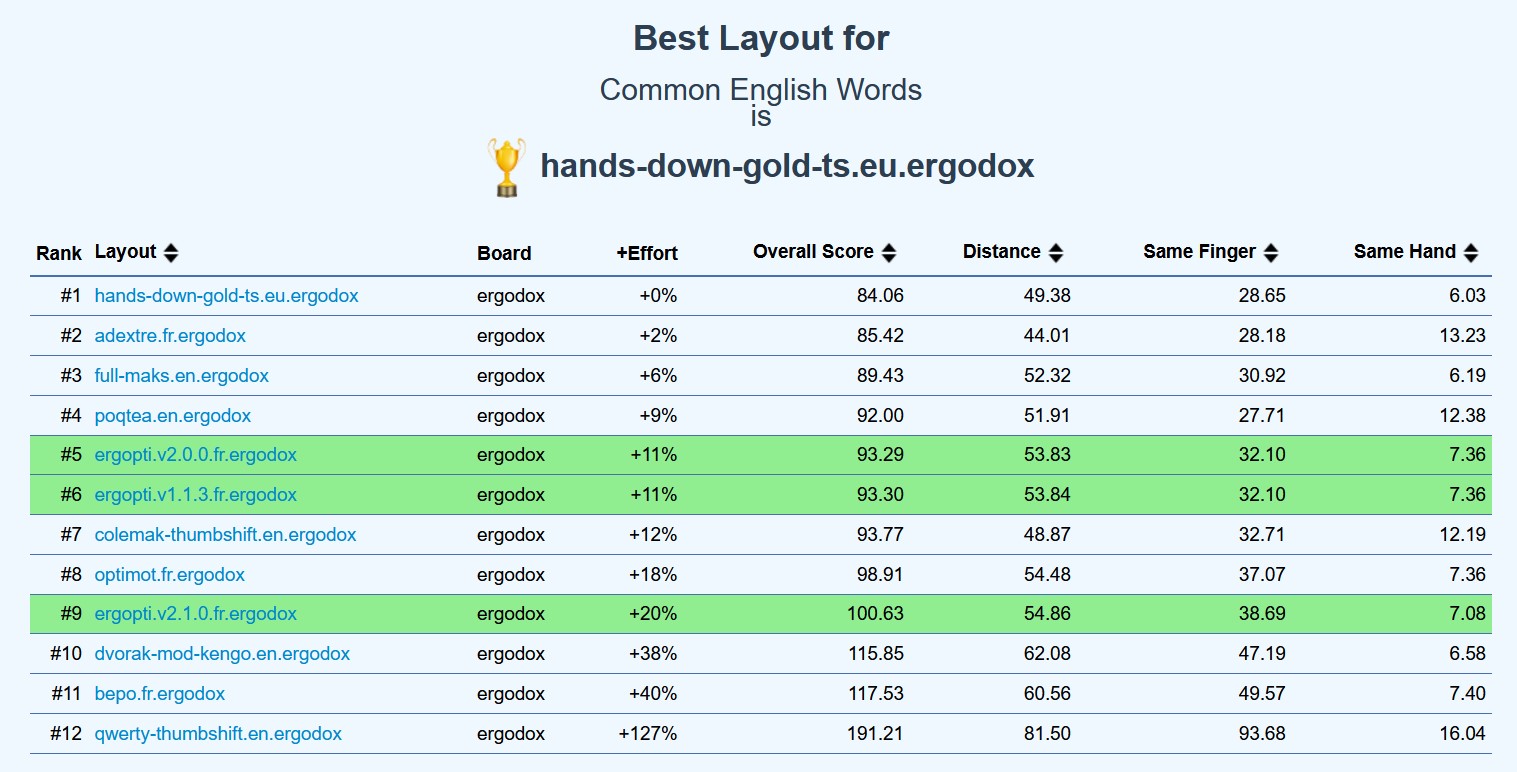 Best Layout for
Common English Words
is
hands-down-gold-ts.eu.ergodox
Rank Layout Board +Effort Overall Score Distance Same Finger Same Hand
#1 hands-down-gold-ts.eu.ergodox ergodox +0% 84.06 49.38 28.65 6.03
#2 adextre.fr.ergodox ergodox +2% 85.42 44.01 28.18 13.23
#3 full-maks.en.ergodox ergodox +6% 89.43 52.32 30.92 6.19
#4 poqtea.en.ergodox ergodox +9% 92.00 51.91 27.71 12.38
#5 ergopti.v2.0.0.fr.ergodox ergodox +11% 93.29 53.83 32.10 7.36
#6 ergopti.v1.1.3.fr.ergodox ergodox +11% 93.30 53.84 32.10 7.36
#7 colemak-thumbshift.en.ergodox ergodox +12% 93.77 48.87 32.71 12.19
#8 optimot.fr.ergodox ergodox +18% 98.91 54.48 37.07 7.36
#9 ergopti.v2.1.0.fr.ergodox ergodox +20% 100.63 54.86 38.69 7.08
#10 dvorak-mod-kengo.en.ergodox ergodox +38% 115.85 62.08 47.19 6.58
#11 bepo.fr.ergodox ergodox +40% 117.53 60.56 49.57 7.40
#12 qwerty-thumbshift.en.ergodox ergodox +127% 191.21 81.50 93.68 16.04